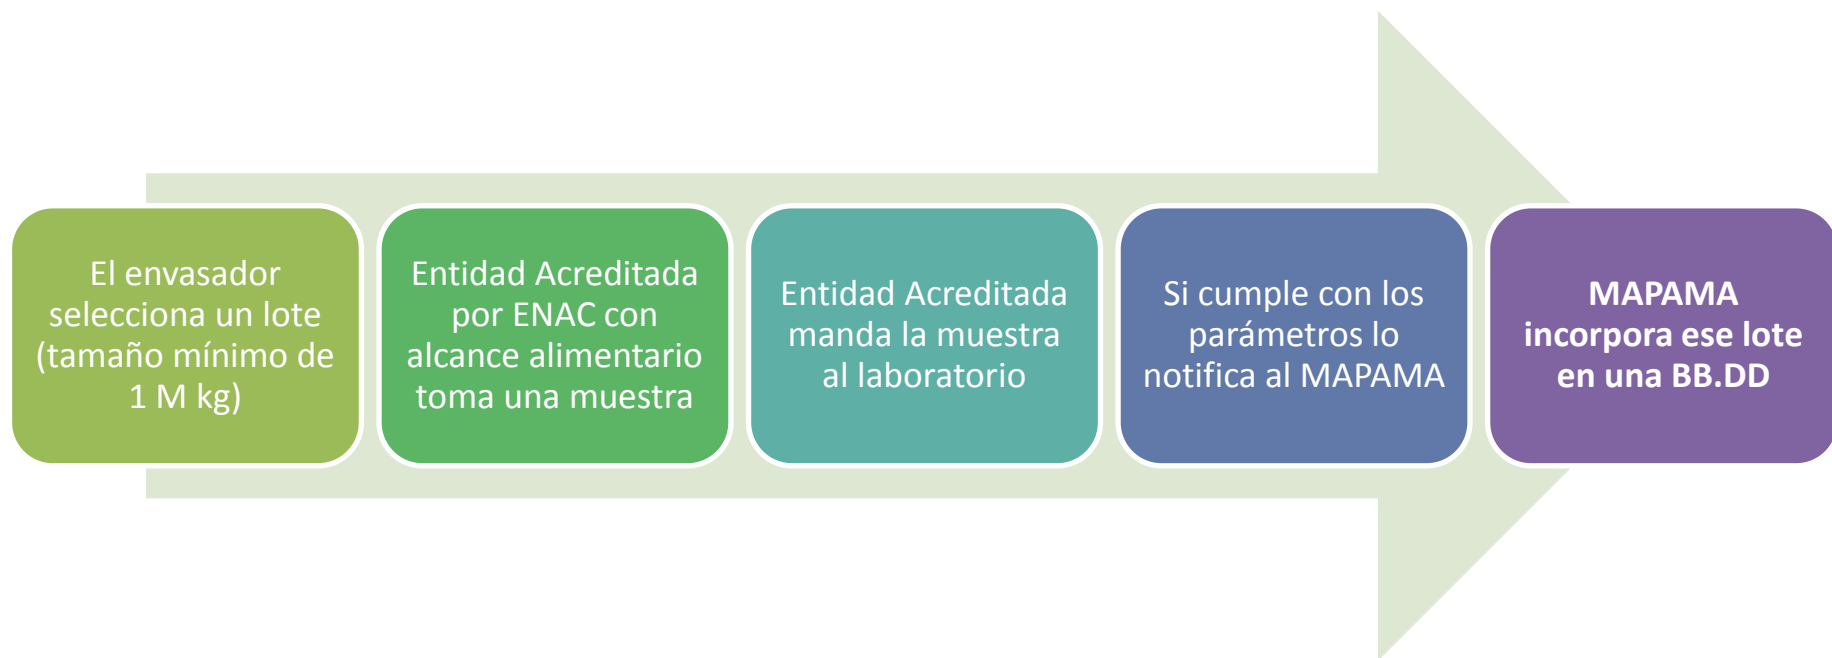 El envasador
selecciona un lote
(tamaño mínimo de
1 M kg)
Entidad Acreditada
por ENAC con
alcance alimentario
toma una muestra
Entidad Acreditada
manda la muestra
al laboratorio
Si cumple con los
parámetros lo
notifica al MAPAMA
MAPAMA
incorpora ese lote
en una BB.DD